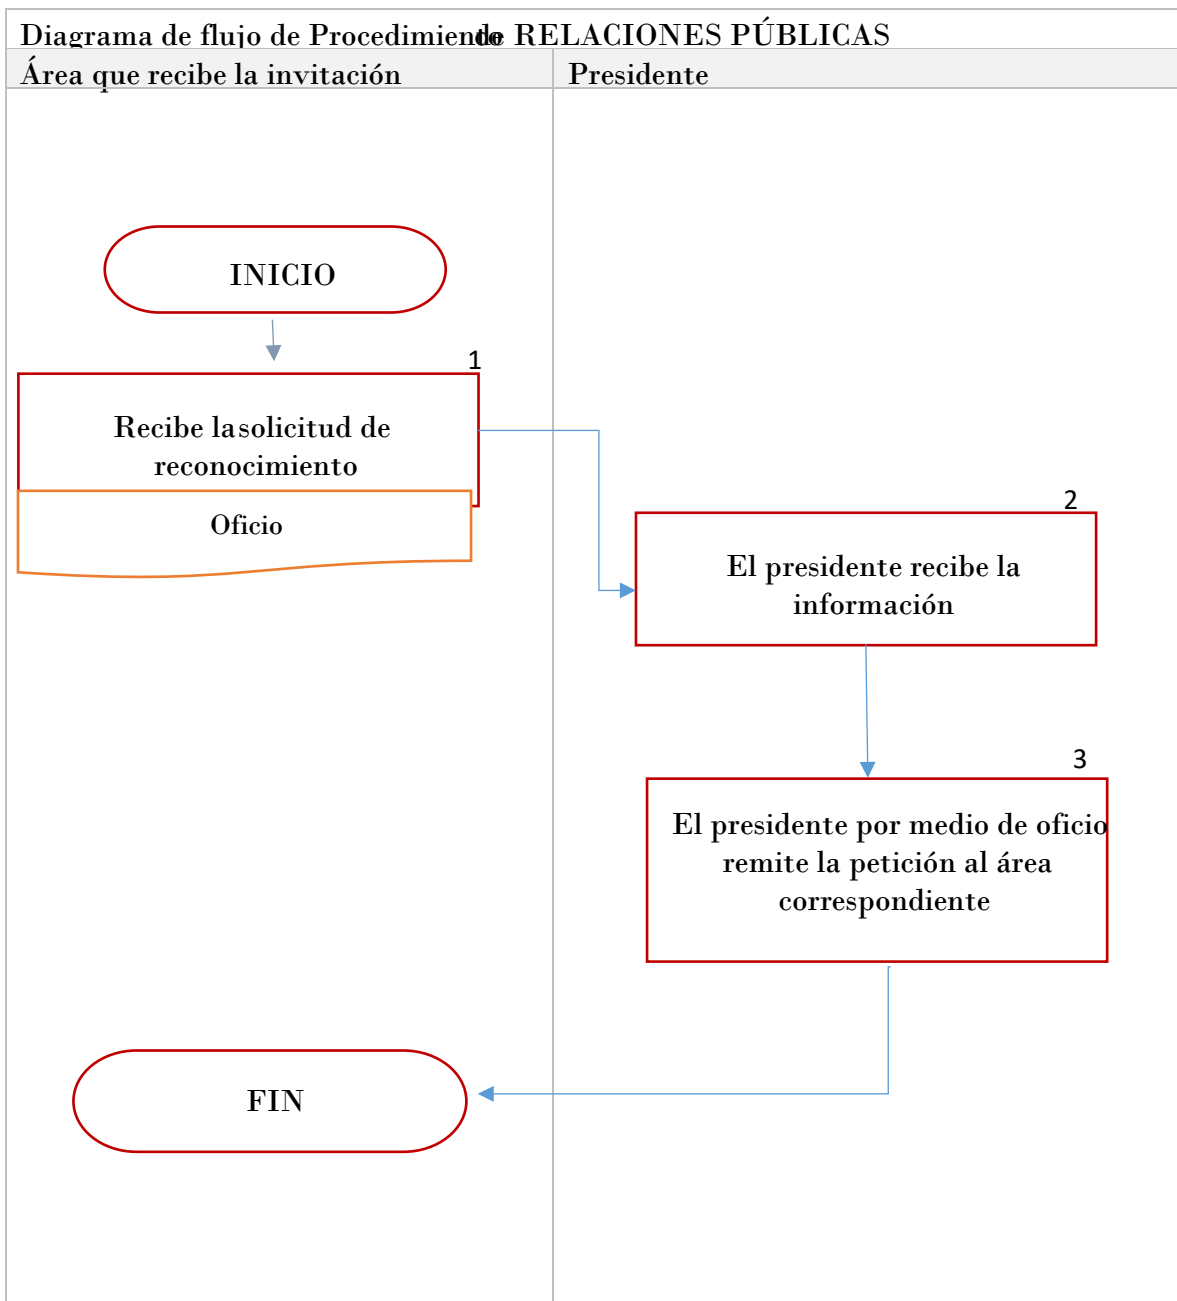 Diagrama de flujo de Procedimiento de RELACIONES PÚBLICAS
Área que recibe la invitación
Presidente
INICIO
1
Recibe la solicitud de
reconocimiento
Oficio
2
El presidente recibe la
información
3
El presidente por medio de oficio
remite la petición al área
correspondiente
FIN